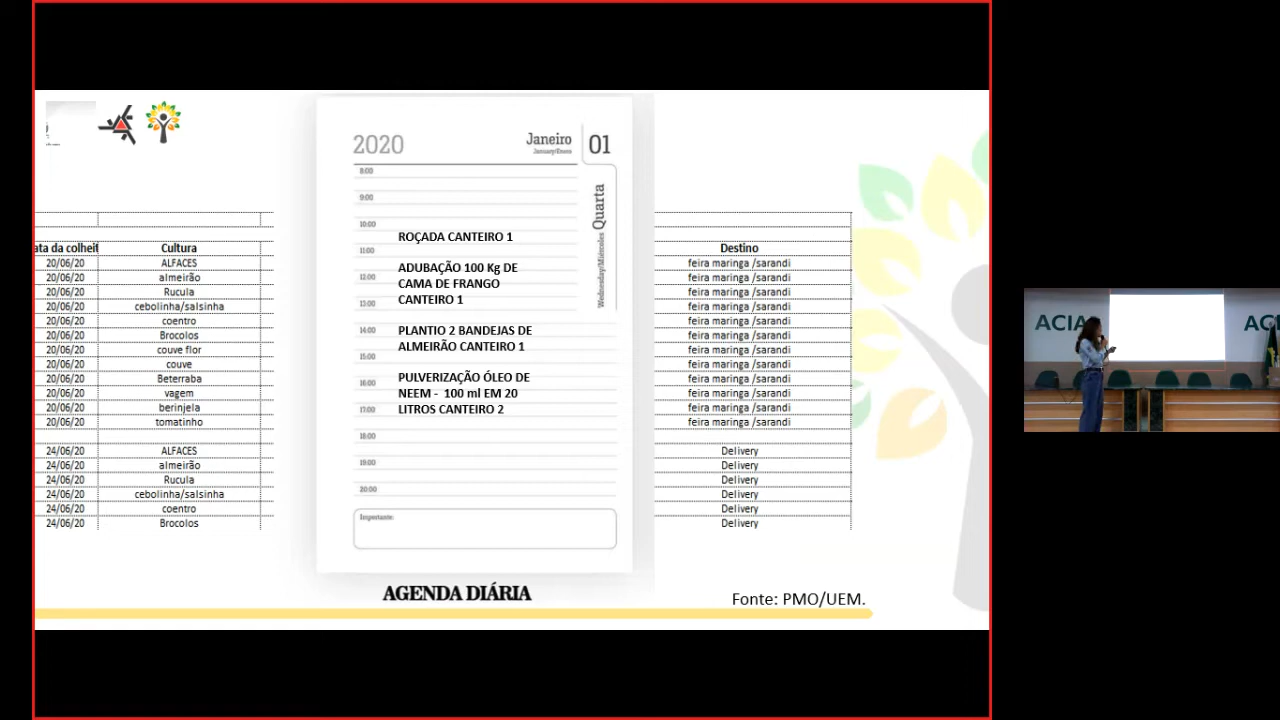 2020
Janeiro
January/Enero
01
Wednesday/Miércoles Quarta
8:00
9:00
10:00
ROÇADA CANTEIRO 1
11:00
ADUBAÇÃO 100 Kg DE
12:00
CAMA DE FRANGO
CANTEIRO 1
13:00
14:00
PLANTIO 2 BANDEJAS DE
ALMEIRÃO CANTEIRO 1
15:00
PULVERIZAÇÃO ÓLEO DE
16:00
NEEM - 100 ml EM 20
17:00
LITROS CANTEIRO 2
18:00
19:00
20:00
Importante:
AGENDA DIÁRIA
ata da colheit Cultura Destino
20/06/20 ALFACES feira maringa /sarandi
20/06/20 almeirão feira maringa /sarandi
20/06/20 Rucula feira maringa /sarandi
20/06/20 cebolinha/salsinha feira maringa /sarandi
20/06/20 coentro feira maringa /sarandi
20/06/20 Brocolos feira maringa /sarandi
20/06/20 couve flor feira maringa /sarandi
20/06/20 couve feira maringa /sarandi
20/06/20 Beterraba feira maringa /sarandi
20/06/20 vagem feira maringa /sarandi
20/06/20 berinjela feira maringa /sarandi
20/06/20 tomatinho feira maringa /sarandi
24/06/20 ALFACES Delivery
24/06/20 almeirão Delivery
24/06/20 Rucula Delivery
24/06/20 cebolinha/salsinha Delivery
24/06/20 coentro Delivery
24/06/20 Brocolos Delivery
Fonte: PMO/UEM.
ACIA